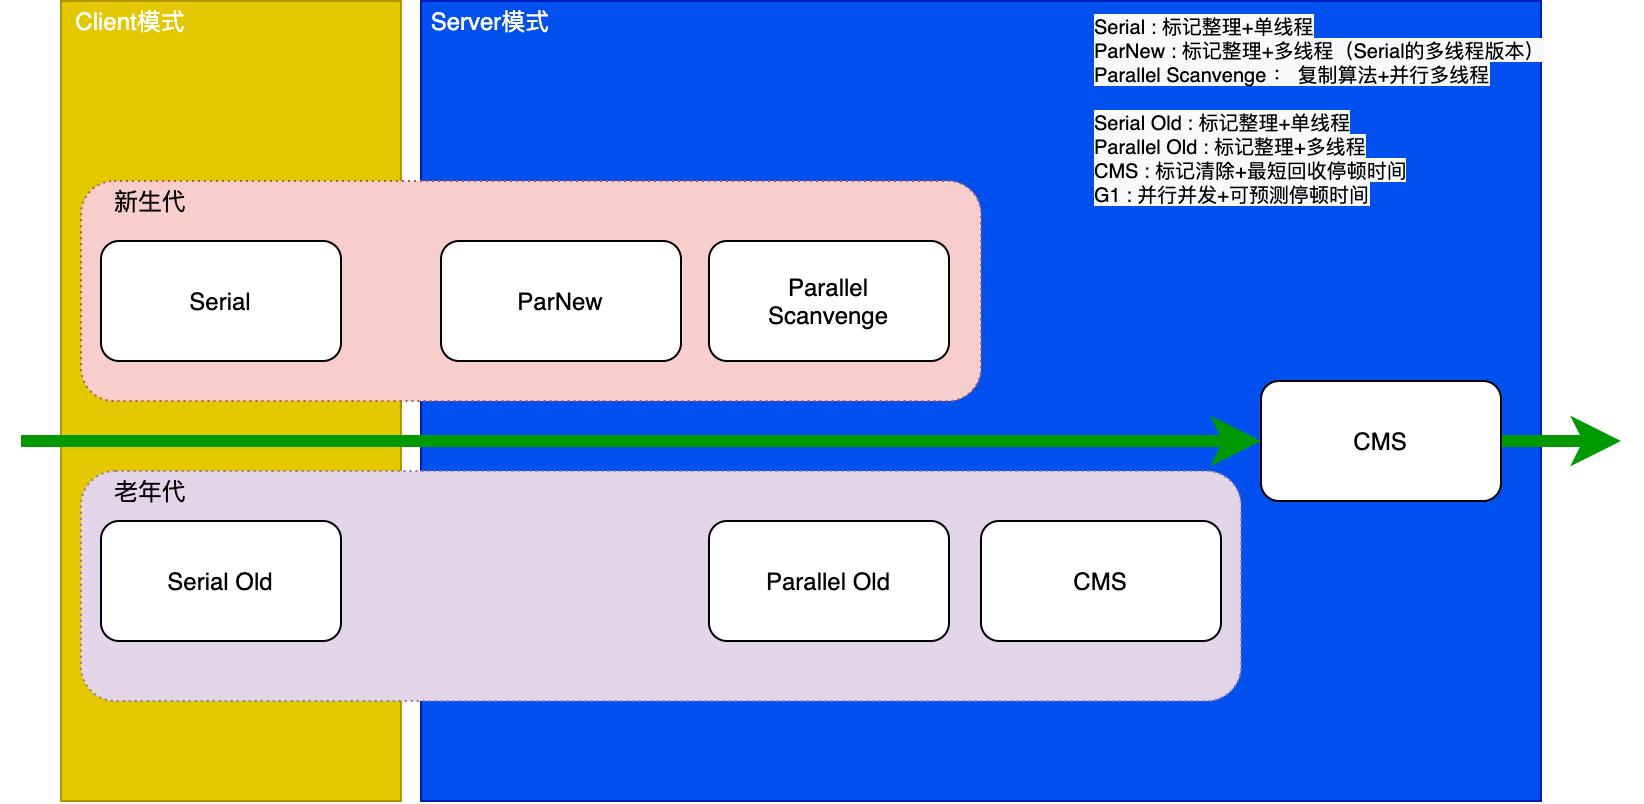 Client模式
Server模式
Serial : 标记整理+单线程
ParNew : 标记整理+多线程（Serial的多线程版本）
Parallel Scanvenge： 复制算法+并行多线程
Serial Old : 标记整理+单线程
Parallel Old : 标记整理+多线程
CMS : 标记清除+最短回收停顿时间
G1 : 并行并发+可预测停顿时间
新生代
Serial
ParNew
Parallel
Scanvenge
CMS
老年代
Serial Old
Parallel Old
CMS